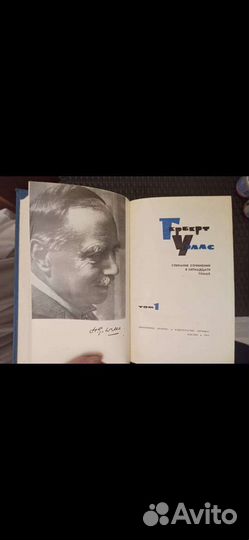 Герберт
Уэллс
СОБРАНИЕ СОЧИНЕНИЙ
В ПЯТНАДЦАТИ
ТОМАХ
ТОМ 1
Avito